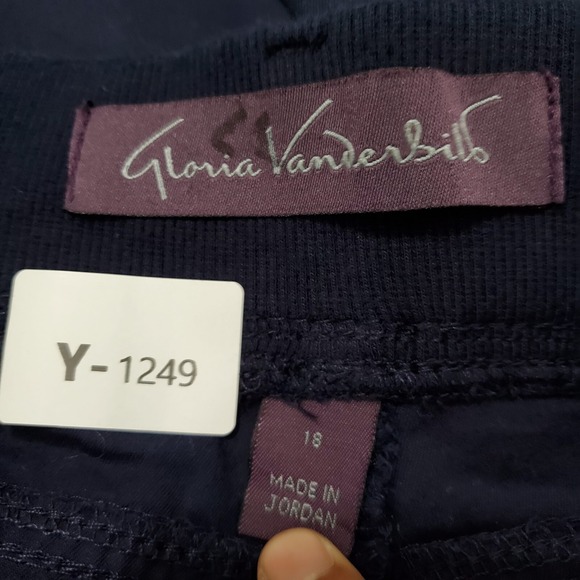 Gloria Vanderbilt
Y-1249
18
MADE IN
JORDAN